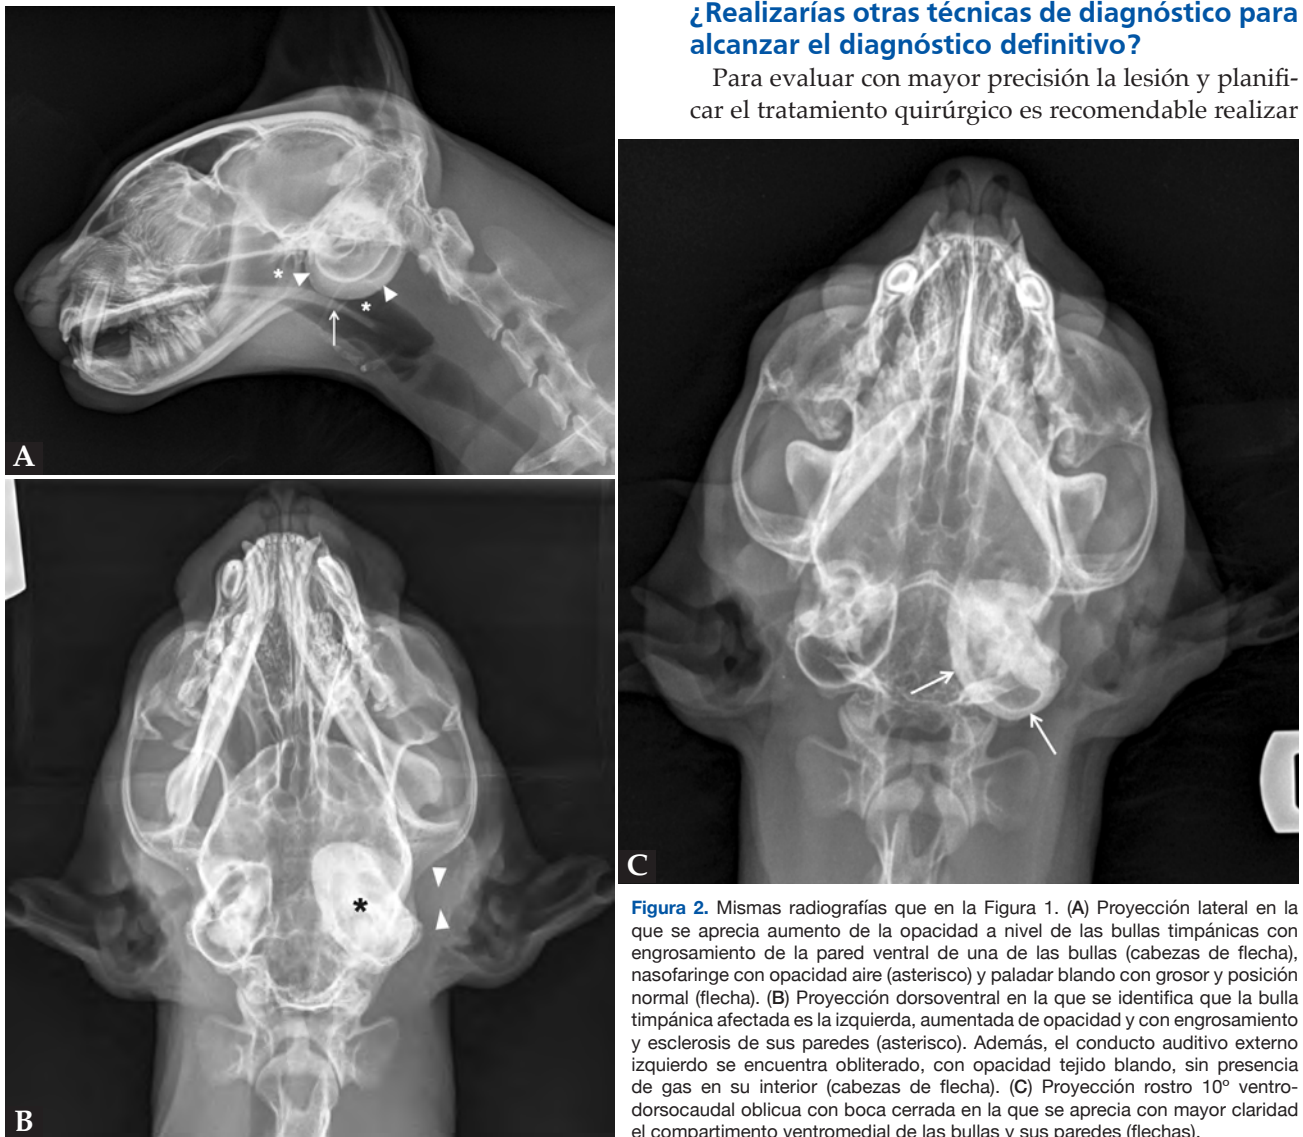 ¿Realizarías otras técnicas de diagnóstico para
alcanzar el diagnóstico definitivo?
Para evaluar con mayor precisión la lesión y planifi-
car el tratamiento quirúrgico es recomendable realizar
A
B
C
Figura 2. Mismas radiografías que en la Figura 1. (A) Proyección lateral en la
que se aprecia aumento de la opacidad a nivel de las bullas timpánicas con
engrosamiento de la pared ventral de una de las bullas (cabezas de flecha),
nasofaringe con opacidad aire (asterisco) y paladar blando con grosor y posición
normal (flecha). (B) Proyección dorsoventral en la que se identifica que la bulla
timpánica afectada es la izquierda, aumentada de opacidad y con engrosamiento
y esclerosis de sus paredes (asterisco). Además, el conducto auditivo externo
izquierdo se encuentra obliterado, con opacidad tejido blando, sin presencia
de gas en su interior (cabezas de flecha). (C) Proyección rostro 10º ventro-
dorsocaudal oblicua con boca cerrada en la que se aprecia con mayor claridad
el compartimento ventromedial de las bullas y sus paredes (flechas).